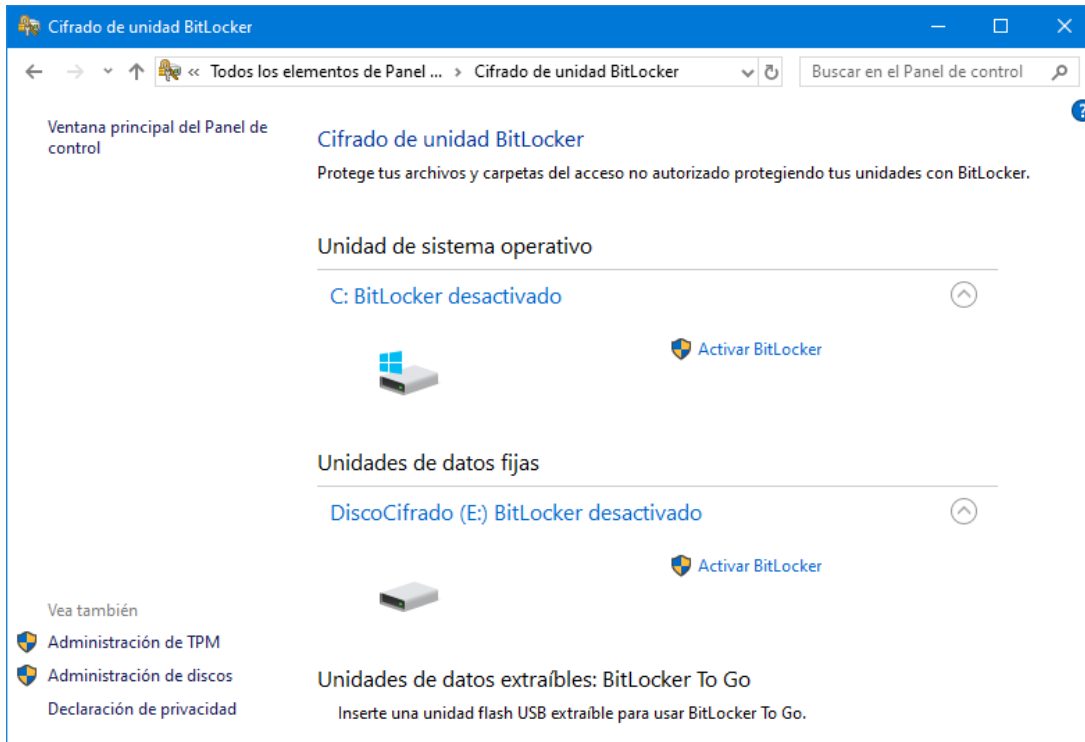 Cifrado de unidad BitLocker
« Todos los elementos de Panel ... > Cifrado de unidad BitLocker
Buscar en el Panel de control
?
Ventana principal del Panel de
control
Cifrado de unidad BitLocker
Protege tus archivos y carpetas del acceso no autorizado protegiendo tus unidades con BitLocker.
Unidad de sistema operativo
C: BitLocker desactivado
Activar BitLocker
Unidades de datos fijas
DiscoCifrado (E:) BitLocker desactivado
Activar BitLocker
Vea también
Administración de TPM
Administración de discos
Declaración de privacidad
Unidades de datos extraíbles: BitLocker To Go
Inserte una unidad flash USB extraíble para usar BitLocker To Go.